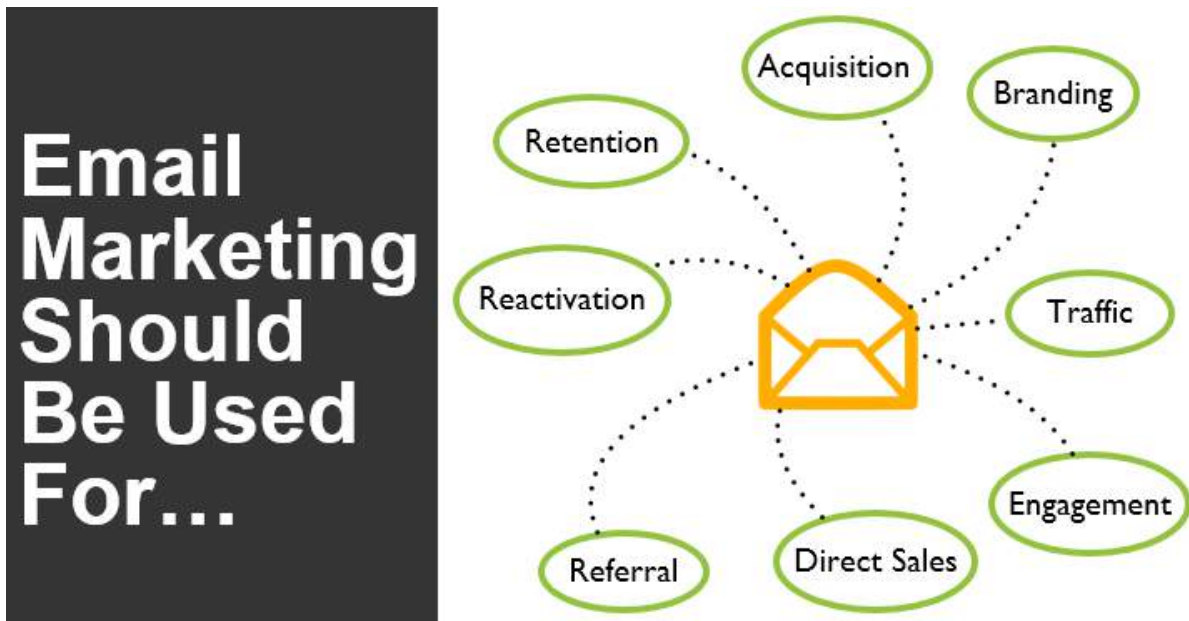 Email
Marketing
Should
Be Used
For...
Acquisition
Branding
Retention
Reactivation
Traffic
Engagement
Direct Sales
Referral